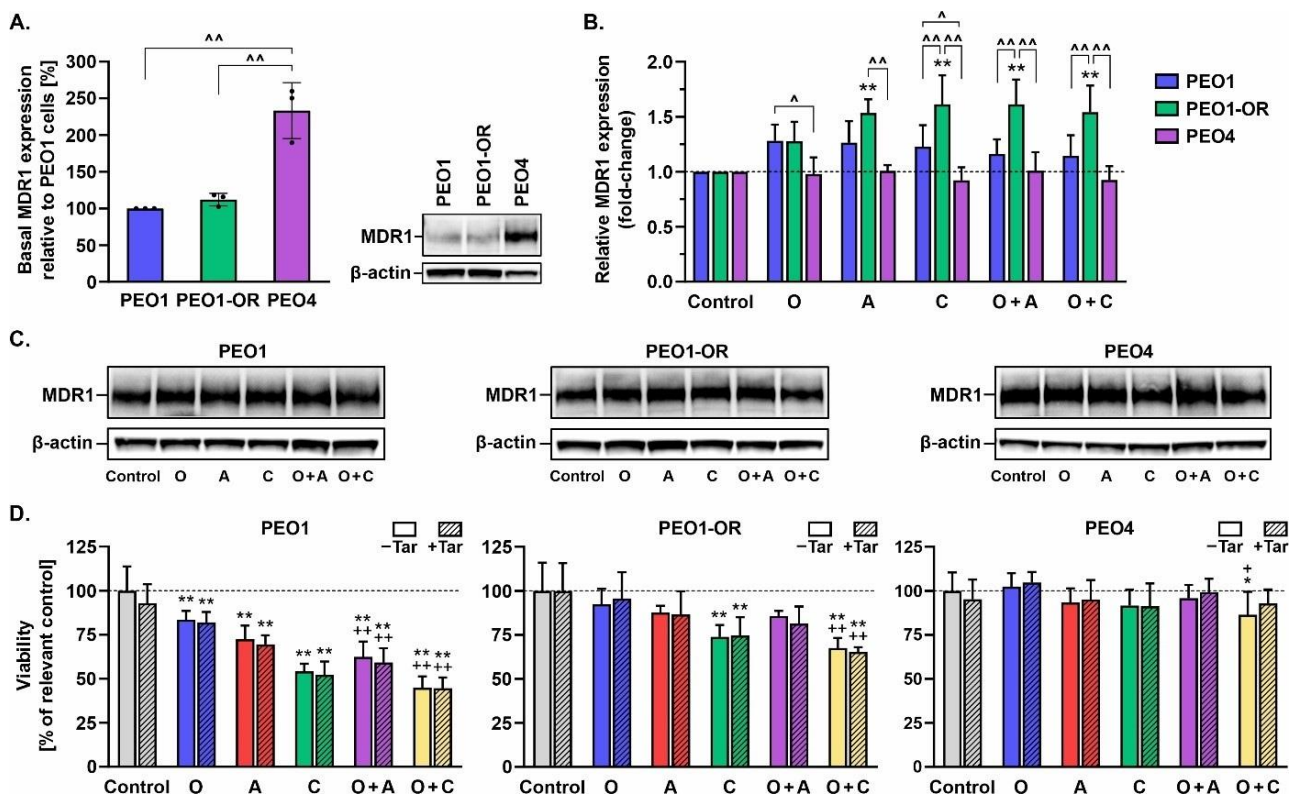 A.
Basal MDR1 expression
relative to PEO1 cells [%]
300
250
200
150
100
50
0
^^
^^
PEO1 PEO1-OR PEO4
PEO1
PEO1-OR
PEO4
MDR1
β-actin
B.
Relative MDR1 expression
(fold-change)
2.0
1.5
1.0
0.5
0.0
^
^^
**
^
^^ ^^
**
^^ ^^
**
^^ ^^
**
Control O A C O + A O + C
PEO1
PEO1-OR
PEO4
C.
PEO1
MDR1
β-actin
Control O A C O+A O+C
PEO1-OR
MDR1
β-actin
Control O A C O+A O+C
PEO4
MDR1
β-actin
Control O A C O+A O+C
D.
Viability
[% of relevant control]
PEO1
−Tar +Tar
125
100
75
50
25
0
** **
** **
** **
** **
++ ++
** **
++ ++
Control O A C O + A O + C
PEO1-OR
−Tar +Tar
125
100
75
50
25
0
** **
** **
++ ++
Control O A C O + A O + C
PEO4
−Tar +Tar
125
100
75
50
25
0
+
*
Control O A C O + A O + C